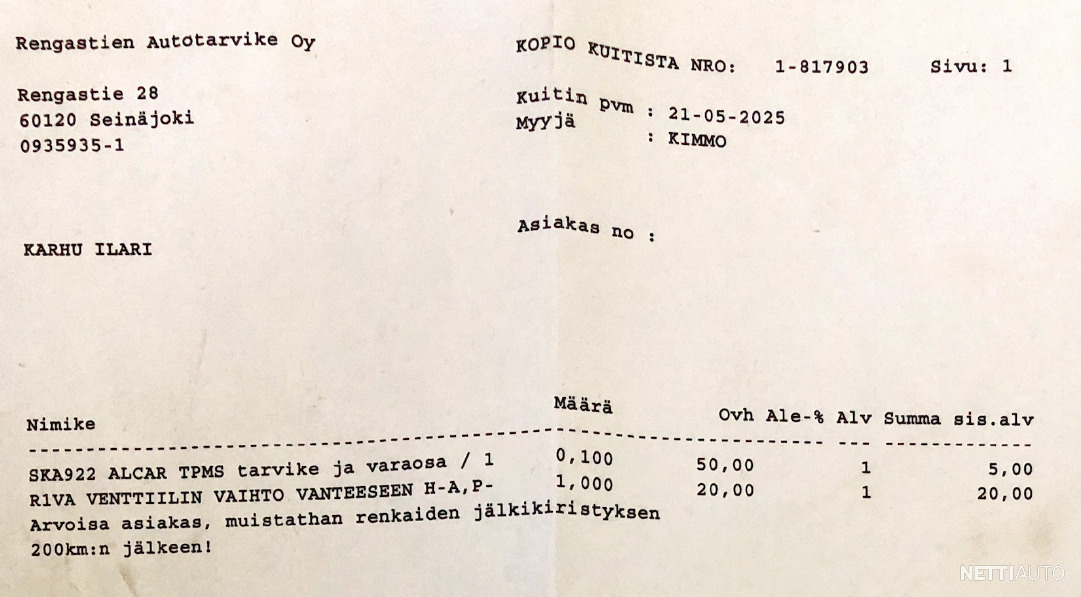 Rengastien Autotarvike Oy
KOPIO KUITISTA NRO: 1-817903 Sivu: 1
Rengastie 28
60120 Seinäjoki
0935935-1
Kuitin pvm : 21-05-2025
Myyjä : KIMMO
Asiakas no :
KARHU ILARI
Nimike Määrä Ovh Ale-% Alv Summa sis.alv
SKA922 ALCAR TPMS tarvike ja varaosa / 1 0,100 50,00 1 5,00
R1VA VENTTIILIN VAIHTO VANTEESEEN H-A,P- 1,000 20,00 1 20,00
Arvoisa asiakas, muistathan renkaiden jälkikiristyksen
200km:n jälkeen!
NETTIAUTO